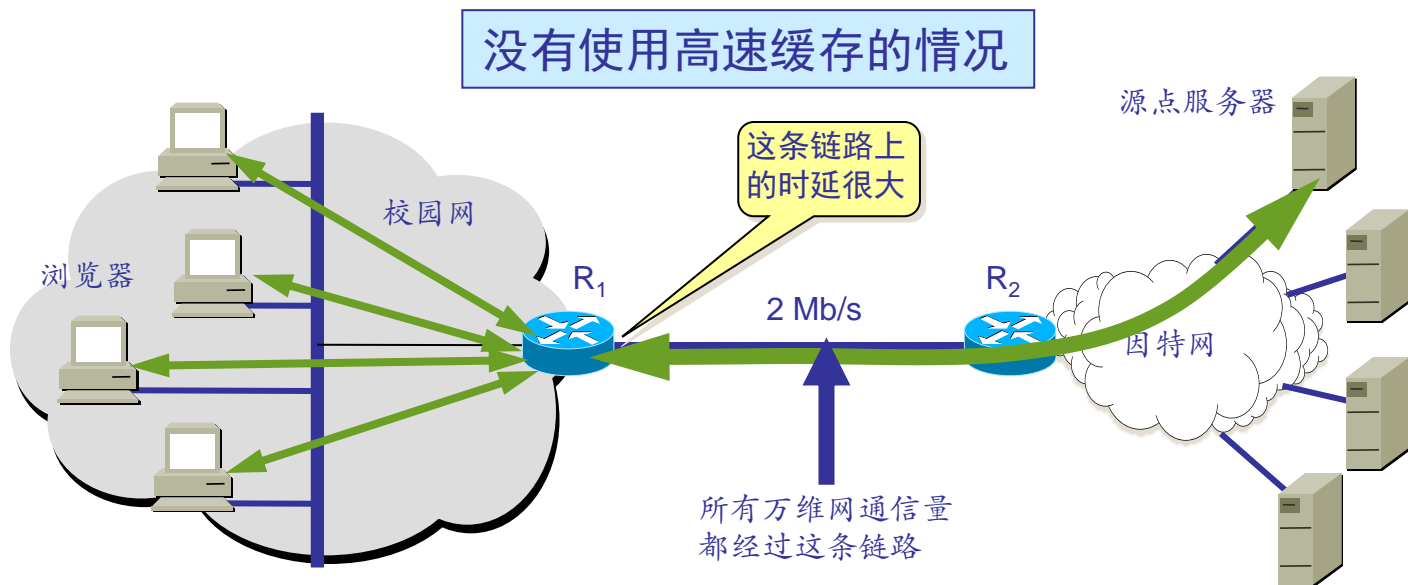 没有使用高速缓存的情况
源点服务器
这条链路上
的时延很大
校园网
浏览器
R₁
2 Mb/s
R₂
因特网
所有万维网通信量
都经过这条链路